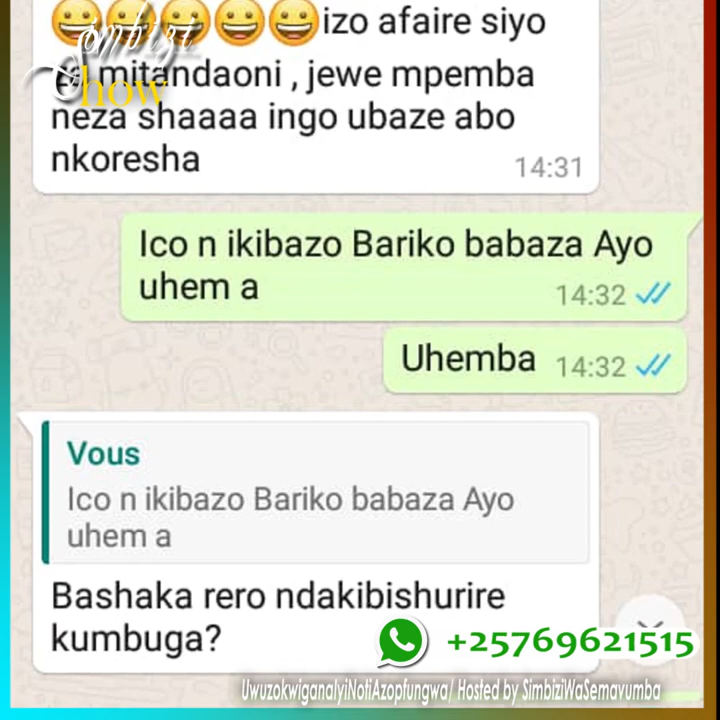 😀😀😀😀😀izo afaire siyo
mitandaoni , jewe mpemba
neza shaaaa ingo ubaze abo
nkoresha
14:31
Simbizi
Show
Ico n ikibazo Bariko babaza Ayo
uhem a
14:32
Uhemba 14:32
Vous
Ico n ikibazo Bariko babaza Ayo
uhem a
Bashaka rero ndakibishurire
kumbuga?
+25769621515
UwuzokwiganalyiNotiAzopfungwa/ Hosted by SimbiziWaSemavumba